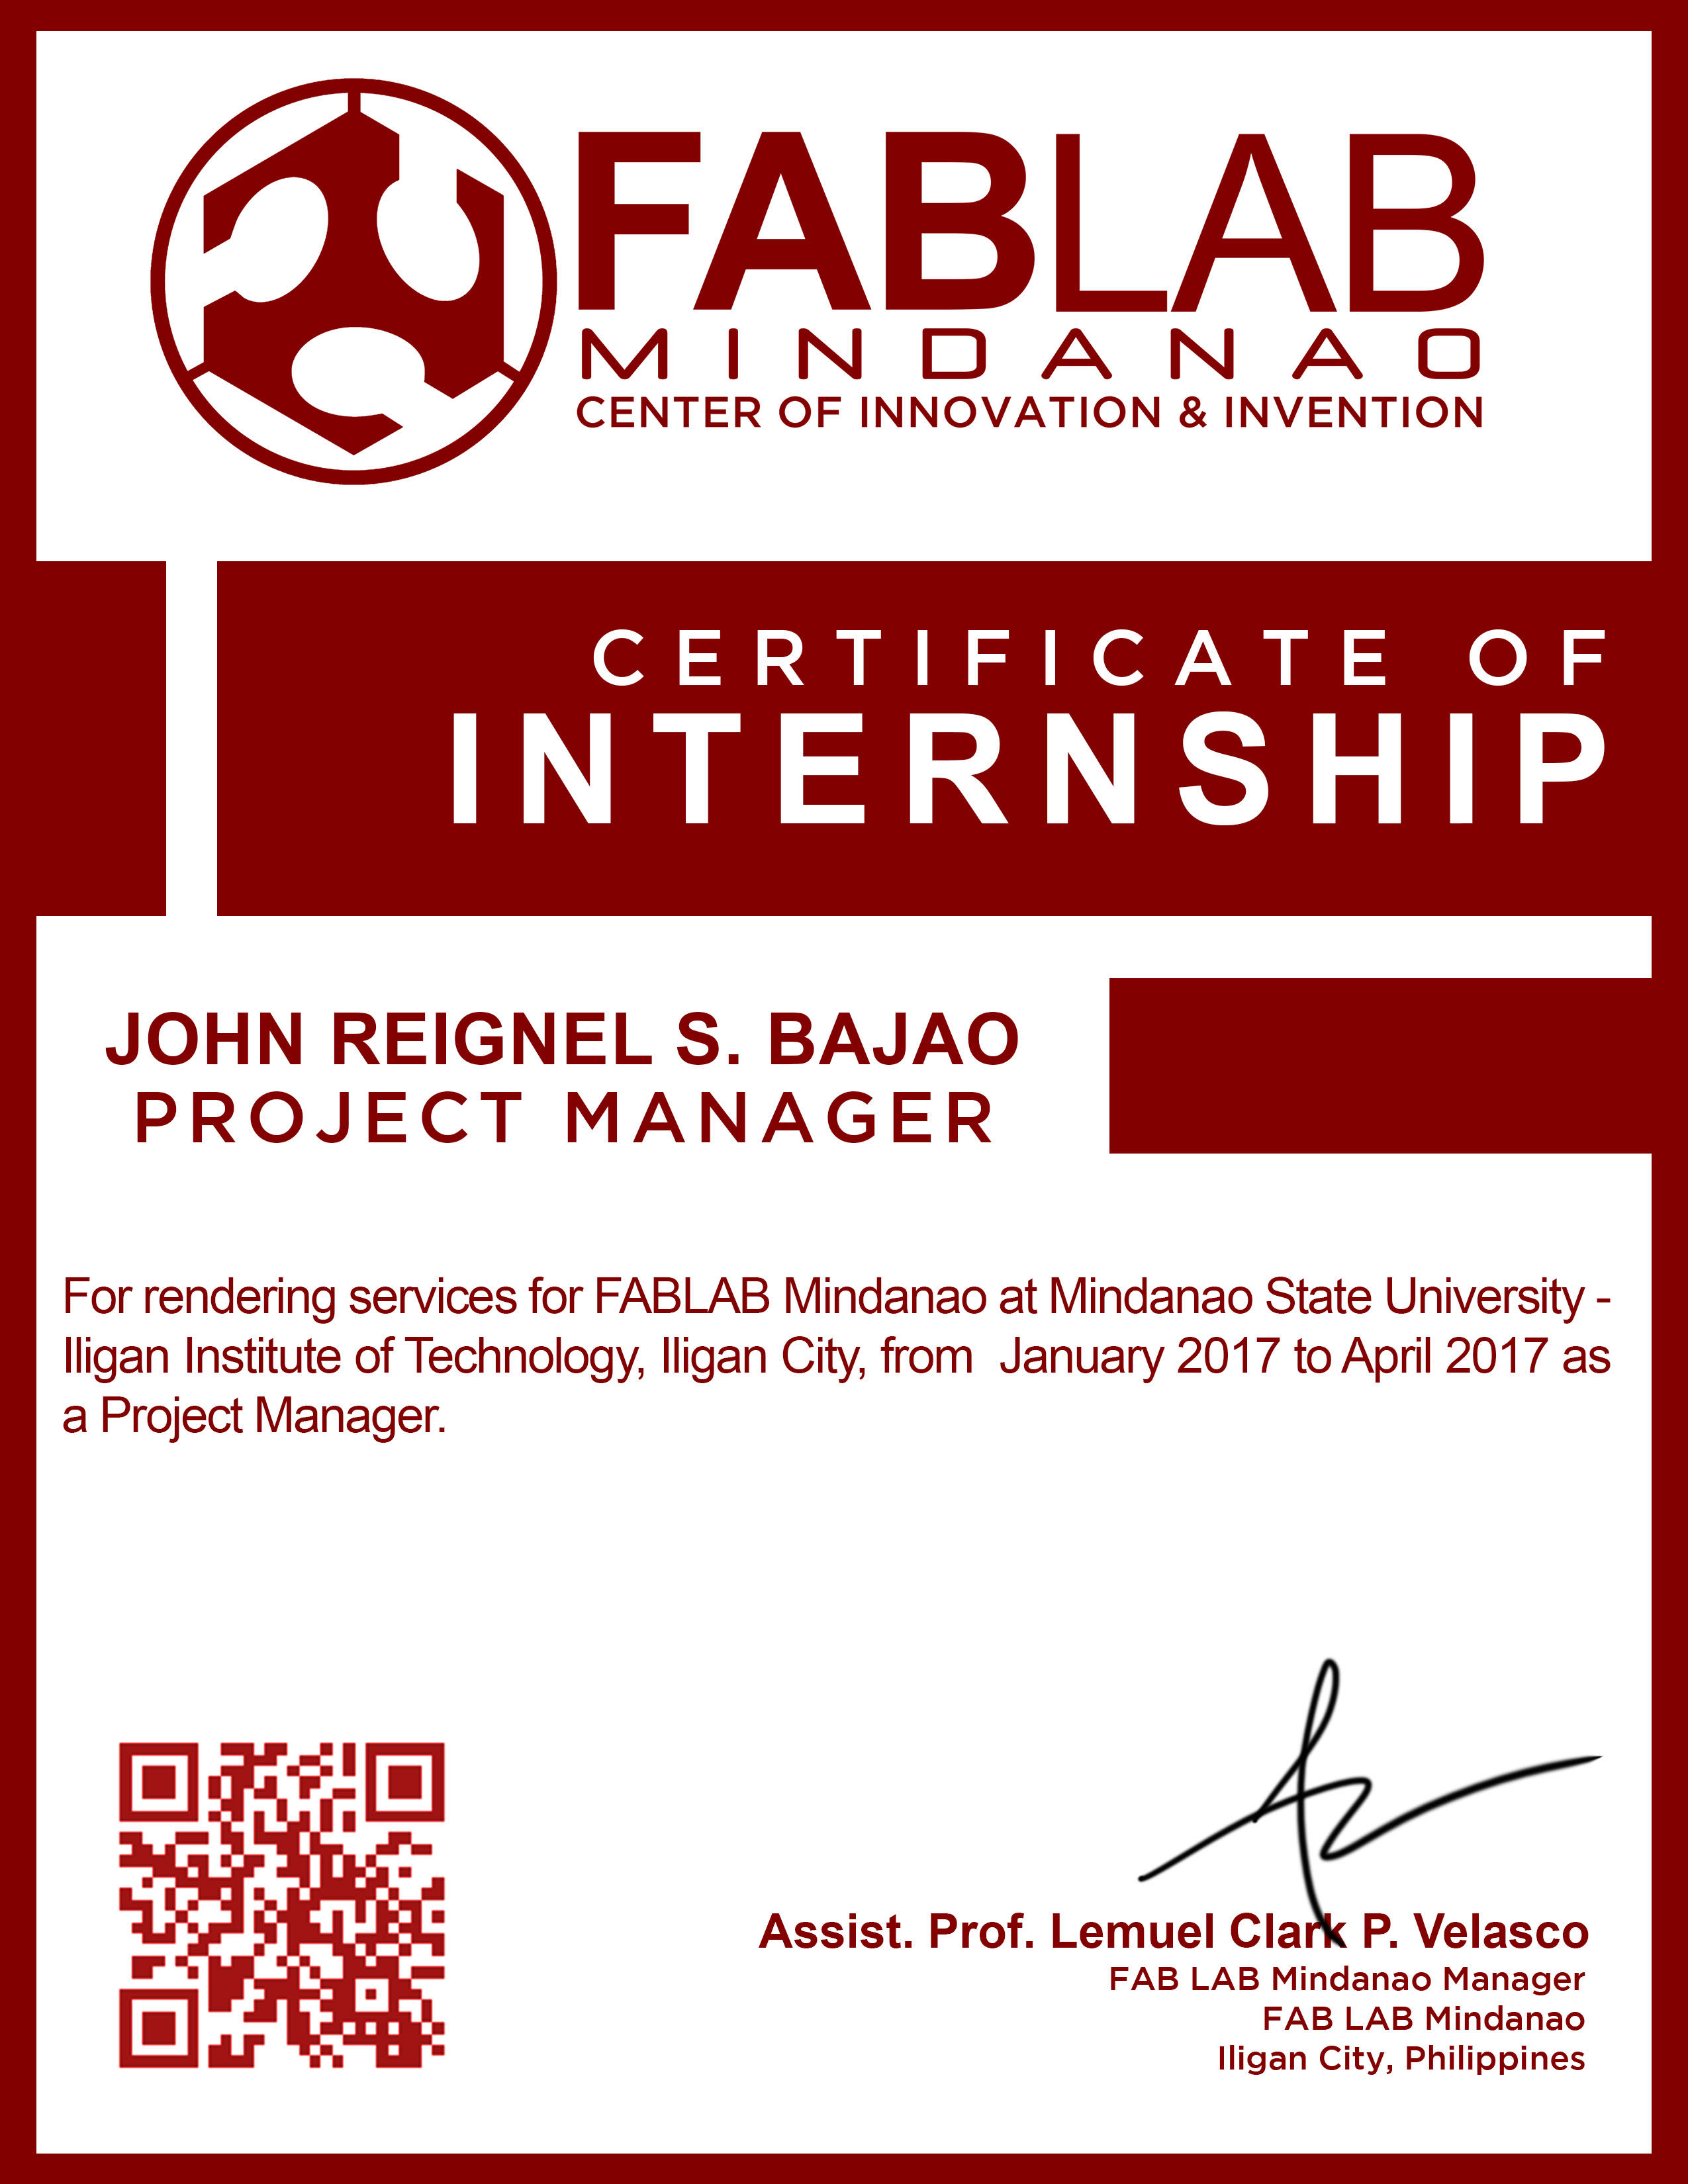 FABLAB
MINDANAO
CENTER OF INNOVATION & INVENTION
CERTIFICATE OF
INTERNSHIP
JOHN REIGNEL S. BAJAO
PROJECT MANAGER
For rendering services for FABLAB Mindanao at Mindanao State University -
Iligan Institute of Technology, Iligan City, from January 2017 to April 2017 as
a Project Manager.
Assist. Prof. Lemuel Clark P. Velasco
FAB LAB Mindanao Manager
FAB LAB Mindanao
Iligan City, Philippines